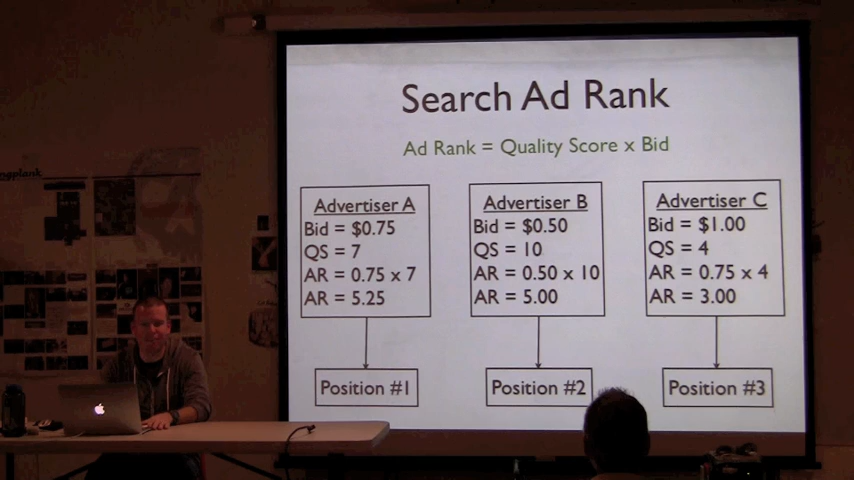 Search Ad Rank
Ad Rank = Quality Score x Bid
Advertiser A
Bid = $0.75
QS = 7
AR = 0.75 x 7
AR = 5.25
Position #1
Advertiser B
Bid = $0.50
QS = 10
AR = 0.50 x 10
AR = 5.00
Position #2
Advertiser C
Bid = $1.00
QS = 4
AR = 0.75 x 4
AR = 3.00
Position #3
ngplank